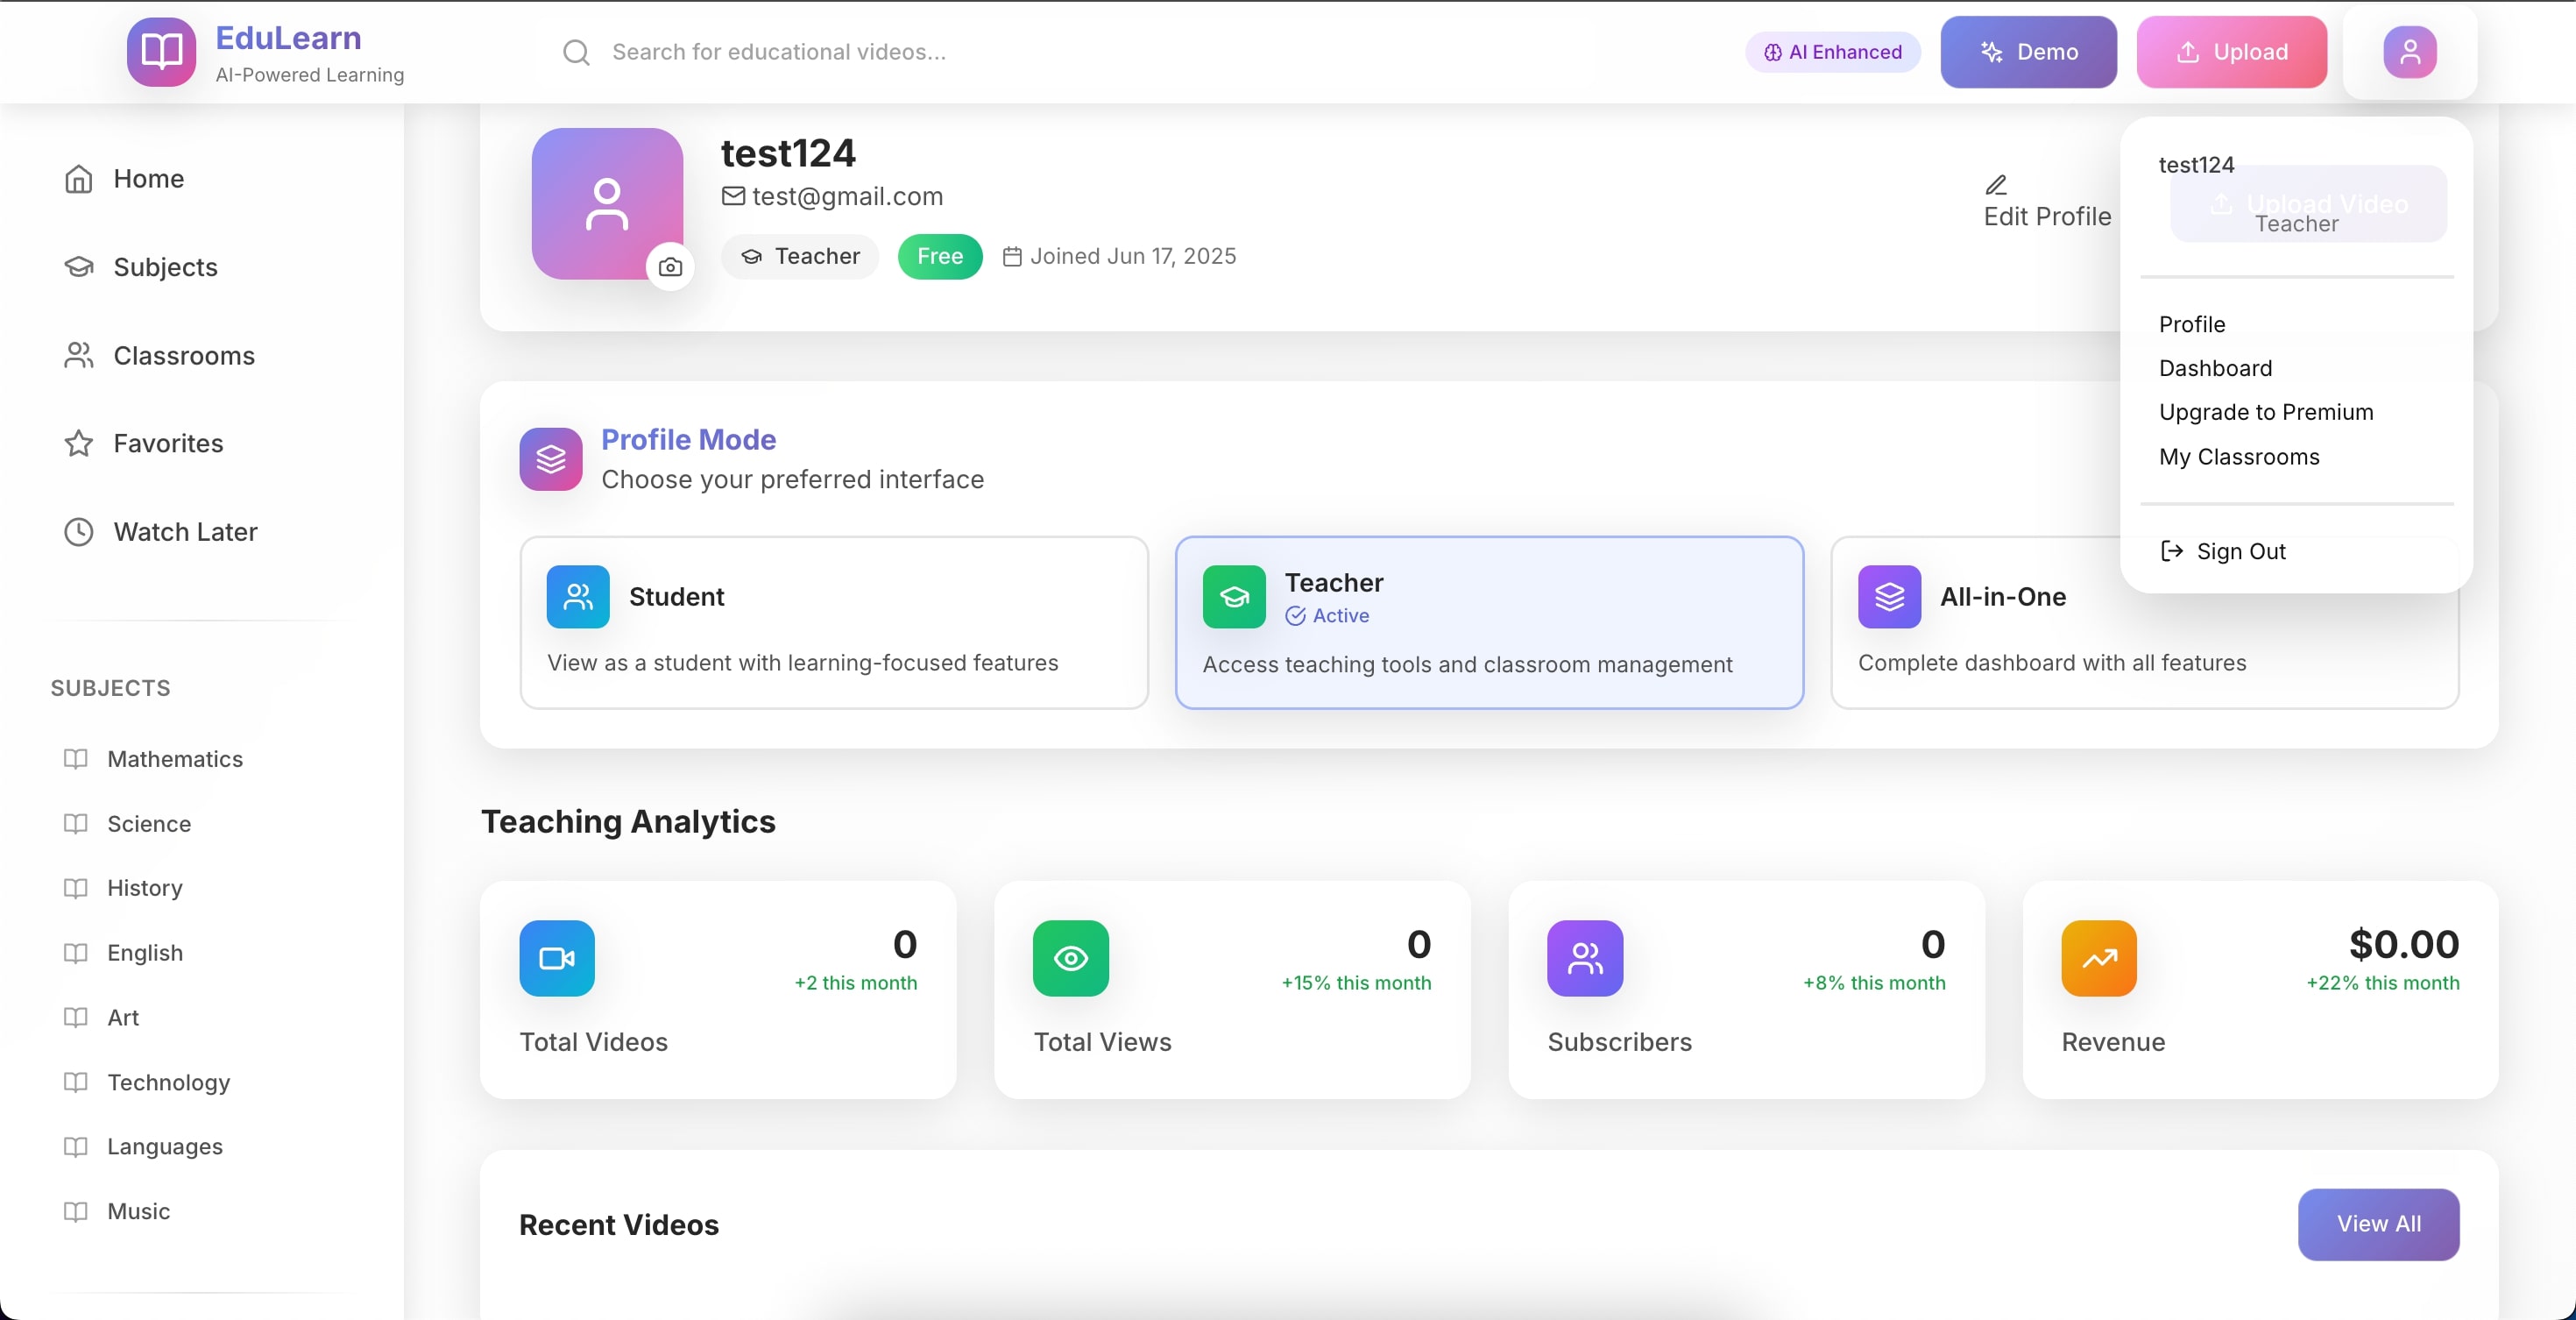 EduLearn
AI-Powered Learning
Search for educational videos...
AI Enhanced
Demo
Upload
Home
Subjects
Classrooms
Favorites
Watch Later
SUBJECTS
Mathematics
Science
History
English
Art
Technology
Languages
Music
test124
test@gmail.com
Teacher
Free
Joined Jun 17, 2025
Edit Profile
Upload Video
test124
Teacher
Profile
Dashboard
Upgrade to Premium
My Classrooms
Sign Out
Profile Mode
Choose your preferred interface
Student
View as a student with learning-focused features
Teacher
Active
Access teaching tools and classroom management
All-in-One
Complete dashboard with all features
Teaching Analytics
0
+2 this month
Total Videos
0
+15% this month
Total Views
0
+8% this month
Subscribers
$0.00
+22% this month
Revenue
Recent Videos
View All